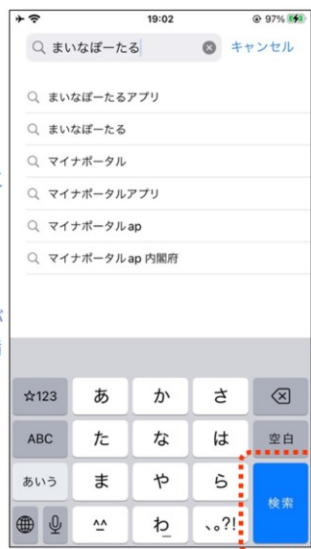 19:02 97%
まいなぽーたる キャンセル
まいなぽーたるアプリ
まいなぽーたる
マイナポータル
マイナポータルアプリ
マイナポータル ap
マイナポータル ap 内閣府
☆123 あ か さ
ABC た な は 空白
あいう ま や ら
検索
^^ わ_ 、。?!